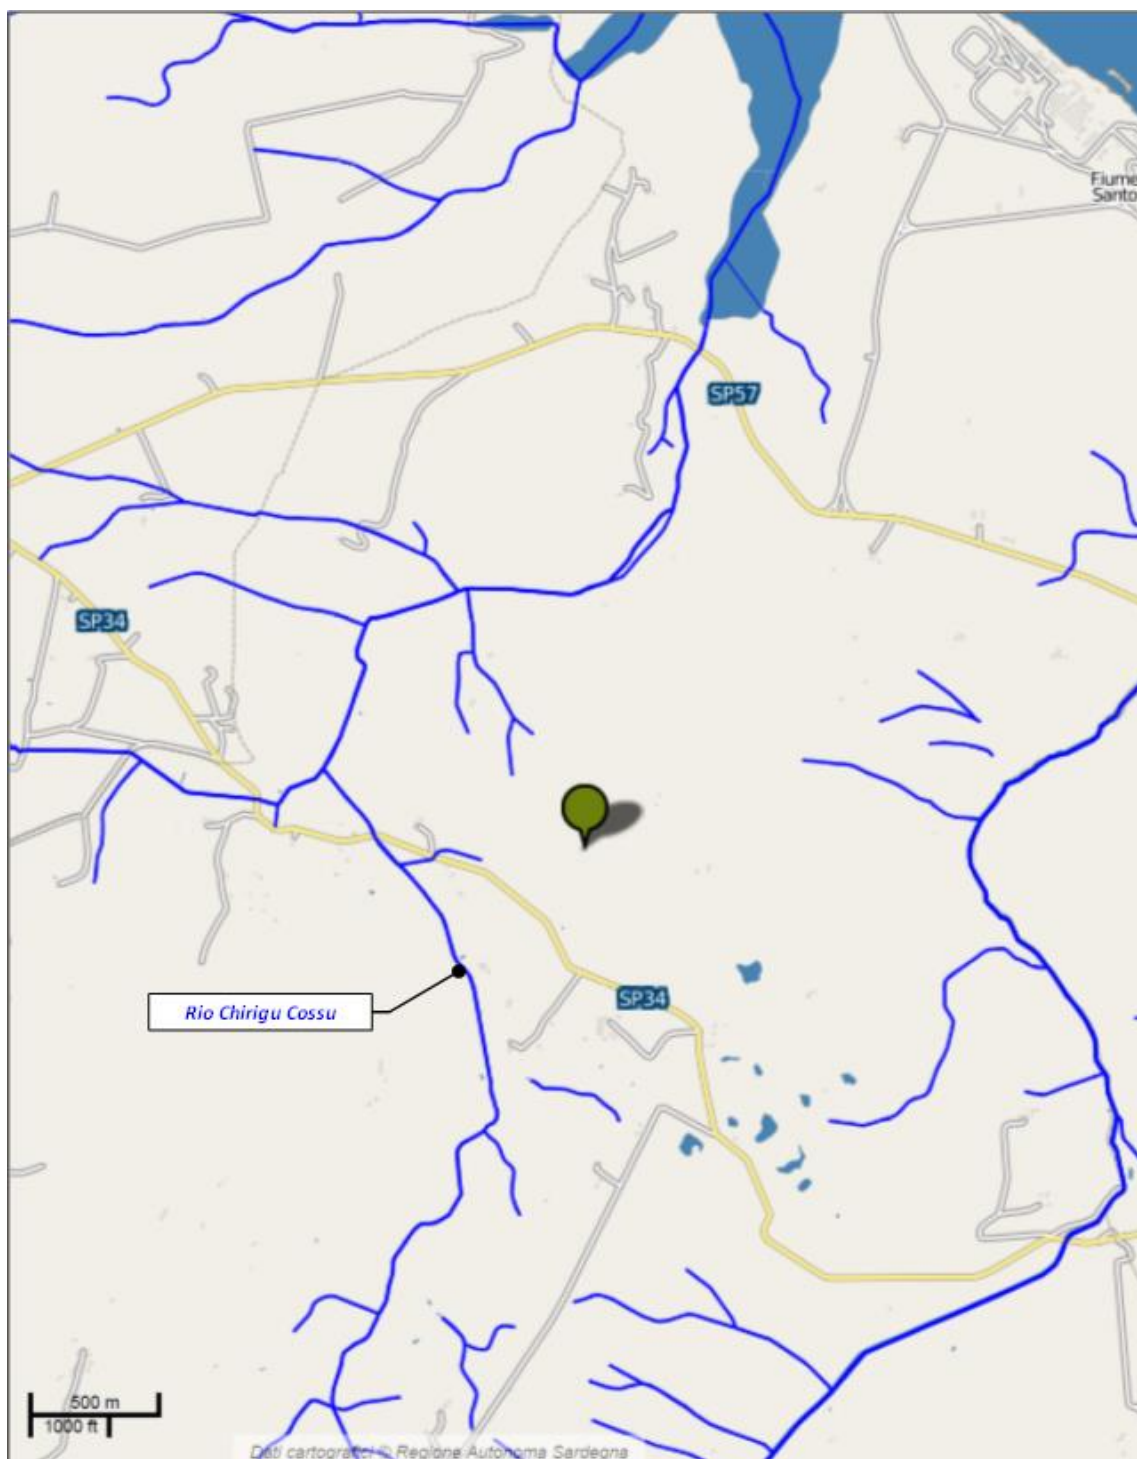 Fiume
Santo
SP57
SP34
Rio Chirigu Cossu
SP34
500 m
1000 ft
Dati cartografici © Regione Autonoma Sardegna